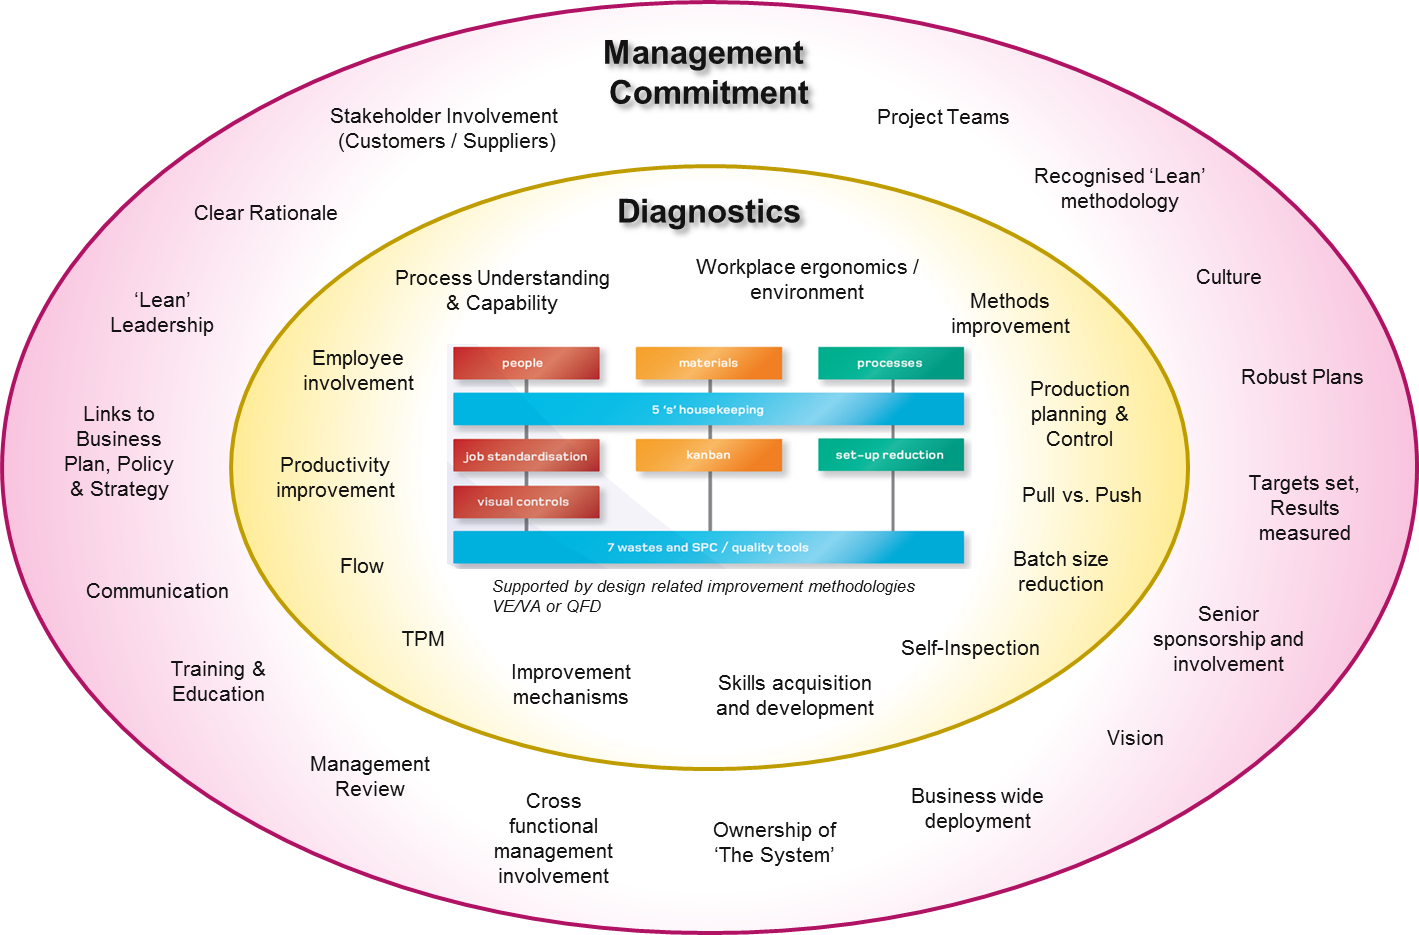 Management
Commitment
Stakeholder Involvement
(Customers / Suppliers)
Project Teams
Recognised ‘Lean’
methodology
Clear Rationale
Culture
‘Lean’
Leadership
Robust Plans
Links to
Business
Plan, Policy
& Strategy
Targets set,
Results
measured
Communication
Senior
sponsorship and
involvement
Training &
Education
Vision
Management
Review
Business wide
deployment
Cross
functional
management
involvement
Ownership of
‘The System’
Diagnostics
Process Understanding
& Capability
Workplace ergonomics /
environment
Methods
improvement
Employee
involvement
Production
planning &
Control
Productivity
improvement
Pull vs. Push
Flow
Batch size
reduction
TPM
Self-Inspection
Improvement
mechanisms
Skills acquisition
and development
people
materials
processes
5 ‘s’ housekeeping
job standardisation
kanban
set-up reduction
visual controls
7 wastes and SPC / quality tools
Supported by design related improvement methodologies
VE/VA or QFD